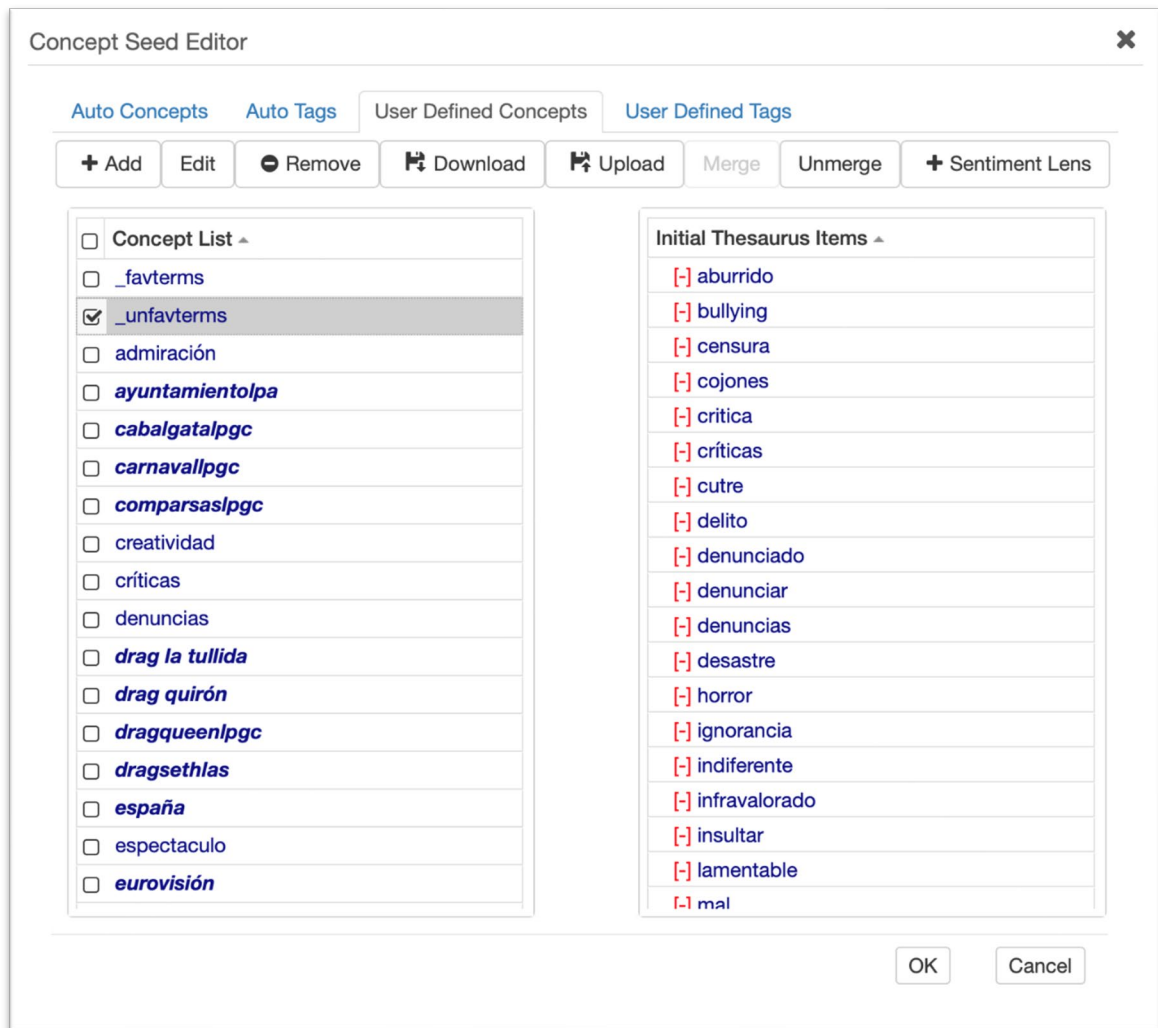 Concept Seed Editor
Auto Concepts Auto Tags User Defined Concepts User Defined Tags
Add Edit Remove Download Upload Merge Unmerge Sentiment Lens
Concept List
_favterms
_unfavterms
admiración
ayuntamientolpa
cabalgatalpgc
carnavallpgc
comparsaslpgc
creatividad
críticas
denuncias
drag la tullida
drag quirón
dragqueenlpgc
dragsethlas
españa
espectaculo
eurovisión
Initial Thesaurus Items
[-] aburrido
[-] bullying
[-] censura
[-] cojones
[-] critica
[-] críticas
[-] cutre
[-] delito
[-] denunciado
[-] denunciar
[-] denuncias
[-] desastre
[-] horror
[-] ignorancia
[-] indiferente
[-] infravalorado
[-] insultar
[-] lamentable
[-] mal
OK Cancel